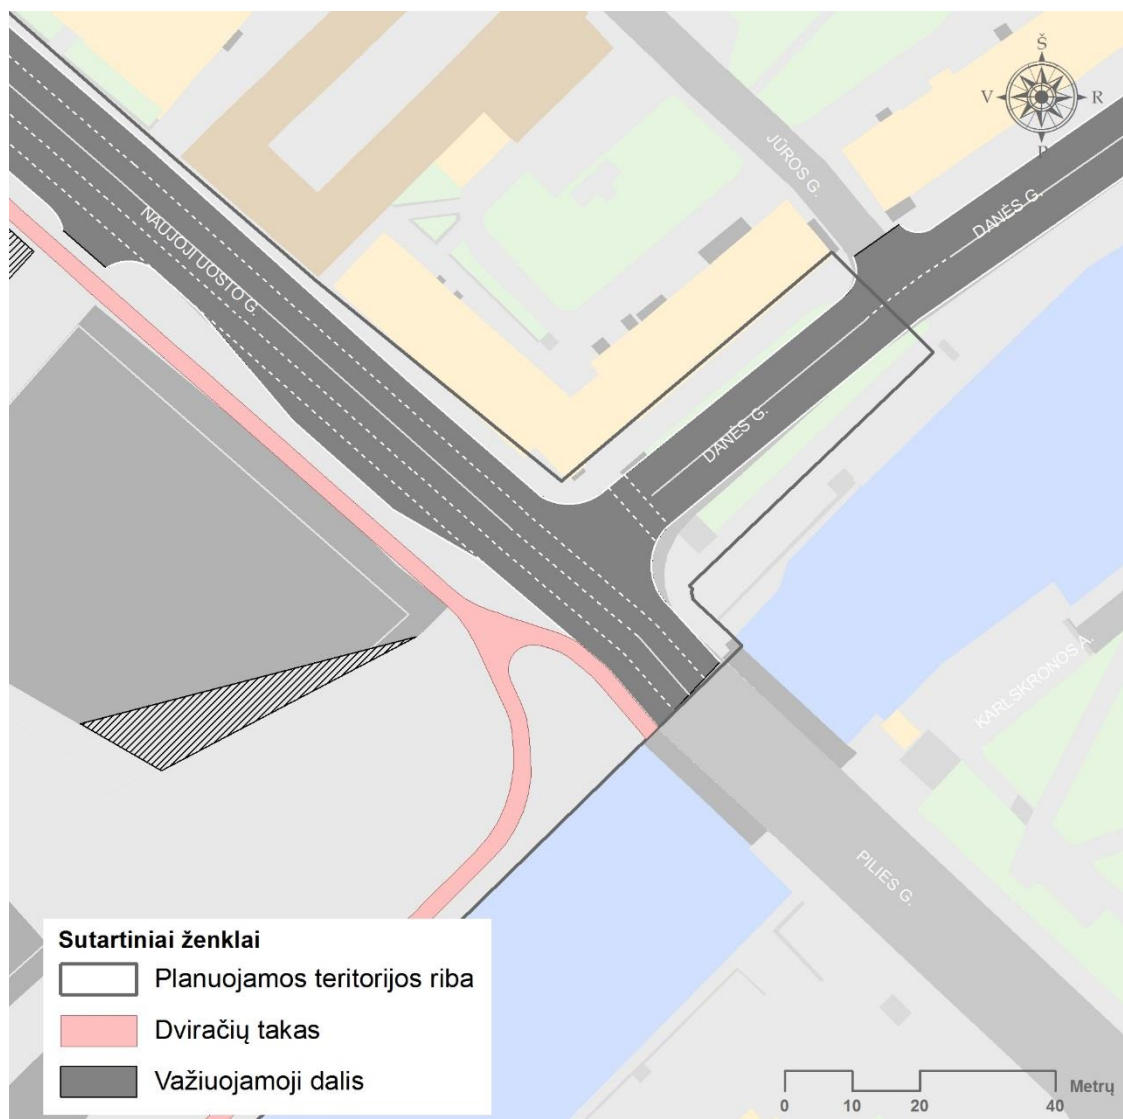 Š
V
R
P
JŪROS G.
DANĖS G.
NAUJOJI UOSTO G.
DANĖS G.
KARLSKRONOS A.
PILIES G.
Sutartiniai ženklai
Planuojamos teritorijos riba
Dviračių takas
Važiuojamoji dalis
Metrų
0 10 20 40